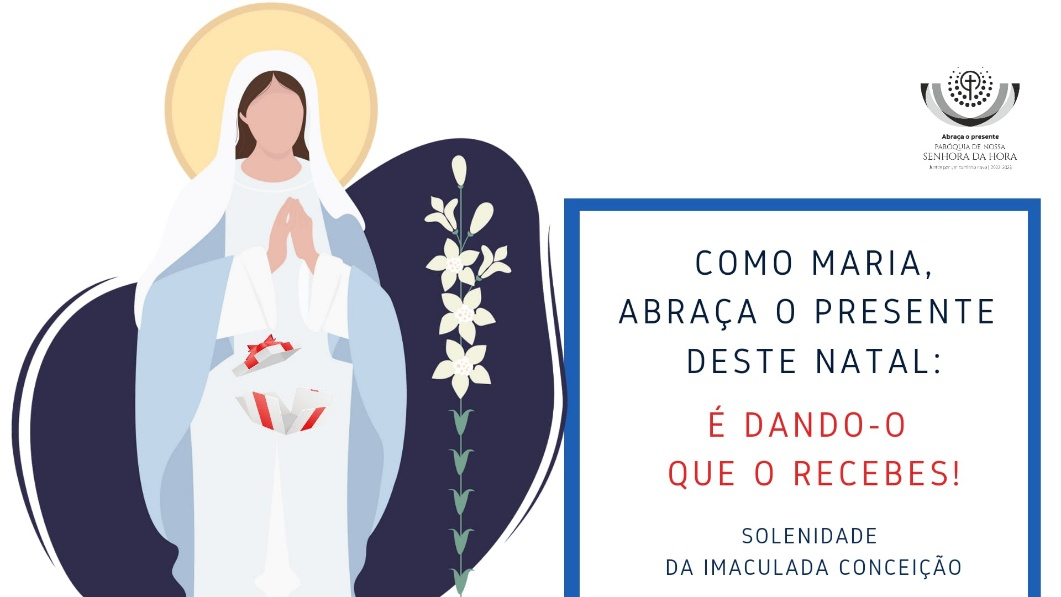 Abraça o presente
PARÓQUIA DE NOSSA
SENHORA DA HORA
COMO MARIA,
ABRAÇA O PRESENTE
DESTE NATAL:
É DANDO-O
QUE O RECEBES!
SOLENIDADE
DA IMACULADA CONCEIÇÃO